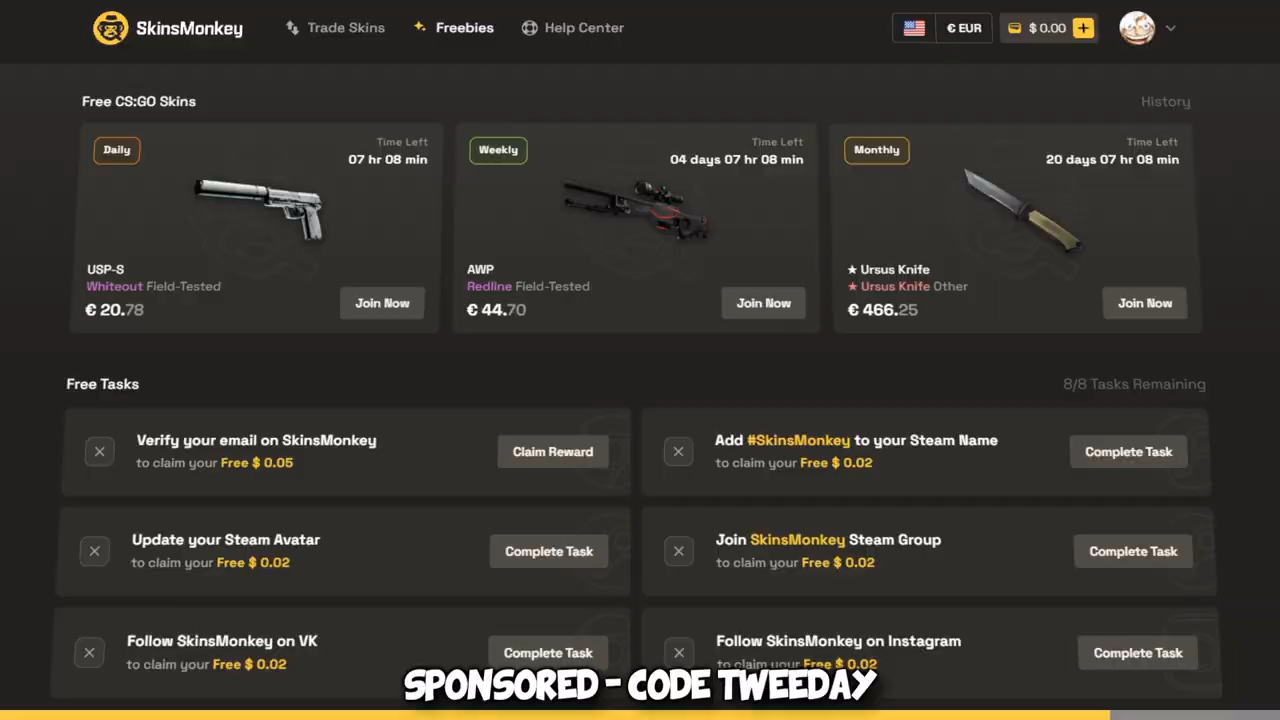 SkinsMonkey
Trade Skins
Freebies
Help Center
€ EUR
$ 0.00
+
Free CS:GO Skins
History
Daily
Time Left
07 hr 08 min
USP-S
Whiteout Field-Tested
€ 20.78
Join Now
Weekly
Time Left
04 days 07 hr 08 min
AWP
Redline Field-Tested
€ 44.70
Join Now
Monthly
Time Left
20 days 07 hr 08 min
★ Ursus Knife
★ Ursus Knife Other
€ 466.25
Join Now
Free Tasks
8/8 Tasks Remaining
Verify your email on SkinsMonkey
to claim your Free $ 0.05
Claim Reward
Add #SkinsMonkey to your Steam Name
to claim your Free $ 0.02
Complete Task
Update your Steam Avatar
to claim your Free $ 0.02
Complete Task
Join SkinsMonkey Steam Group
to claim your Free $ 0.02
Complete Task
Follow SkinsMonkey on VK
to claim your Free $ 0.02
Complete Task
Follow SkinsMonkey on Instagram
to claim your Free $ 0.02
Complete Task
SPONSORED - CODE TWEEDAY